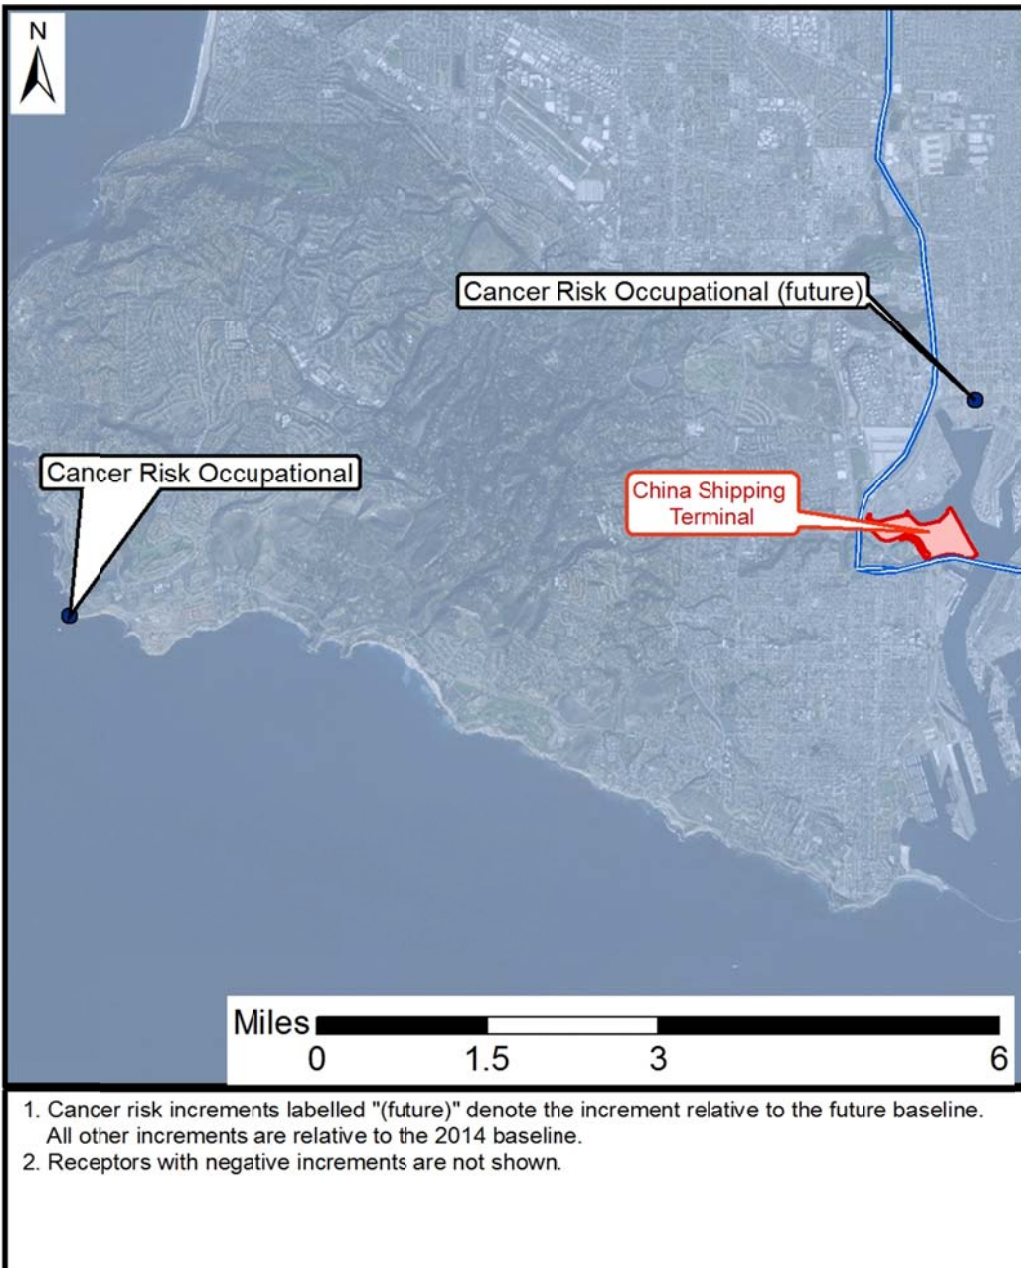 N
Cancer Risk Occupational (future)
Cancer Risk Occupational
China Shipping
Terminal
Miles
0 1.5 3 6
1. Cancer risk increments labelled "(future)" denote the increment relative to the future baseline.
All other increments are relative to the 2014 baseline.
2. Receptors with negative increments are not shown.